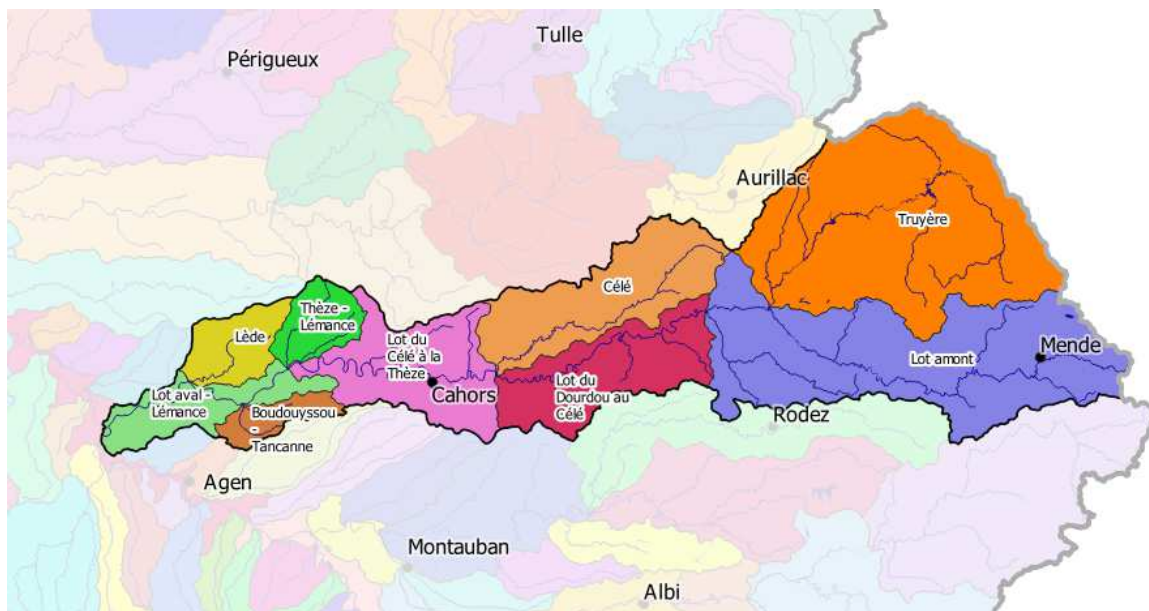 Tulle
Périgueux
Aurillac
Truyère
Célé
Thèze -
Lémance
Lède
Lot du
Célé à la
Thèze
Lot amont
Mende
Cahors
Lot du
Dourdou au
Célé
Lot aval -
Lémance
Boudouyssou
-
Tancanne
Rodez
Agen
Montauban
Albi